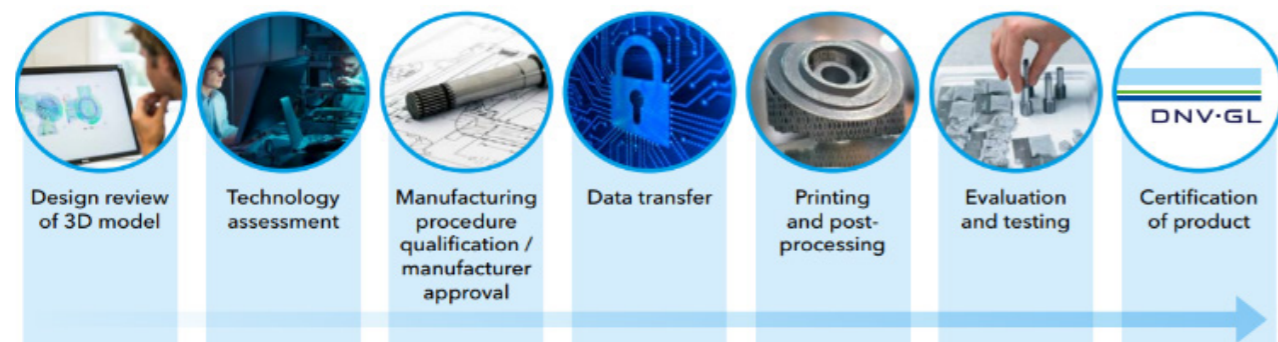 Design review
of 3D model
Technology
assessment
Manufacturing
procedure
qualification /
manufacturer
approval
Data transfer
Printing
and post-
processing
Evaluation
and testing
DNV·GL
Certification
of product